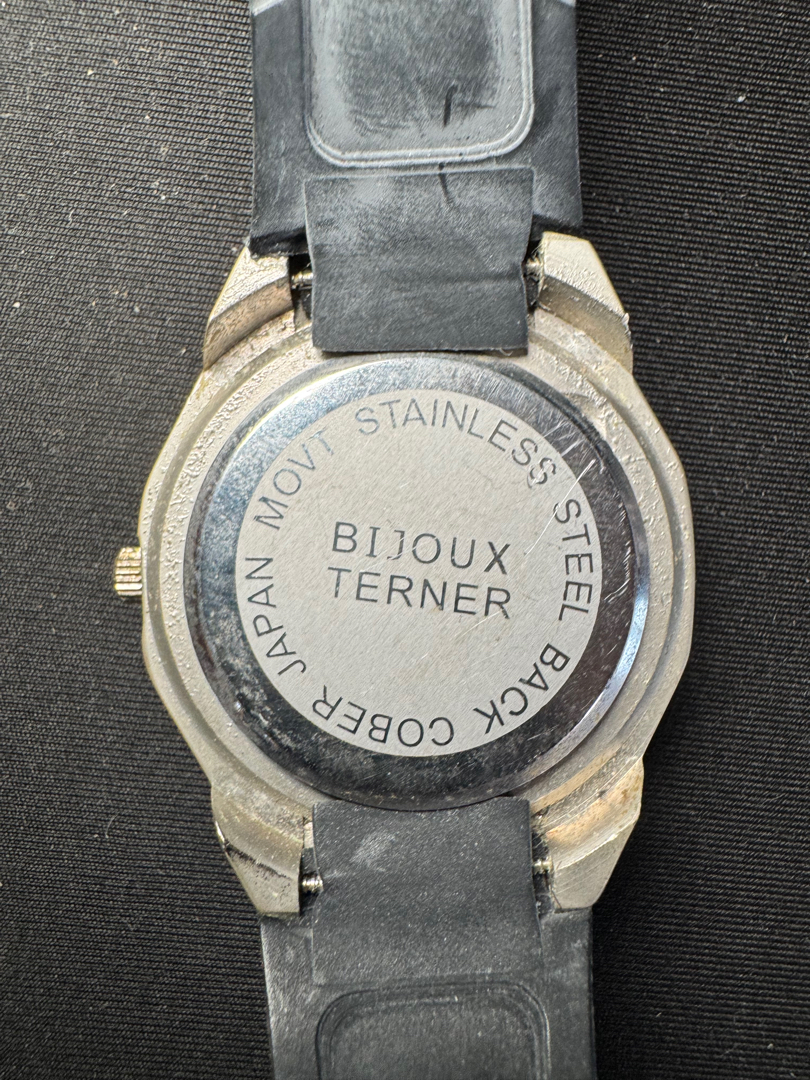 BIJOUX
TERNER
STAINLESS STEEL BACK COBER JAPAN MOVT